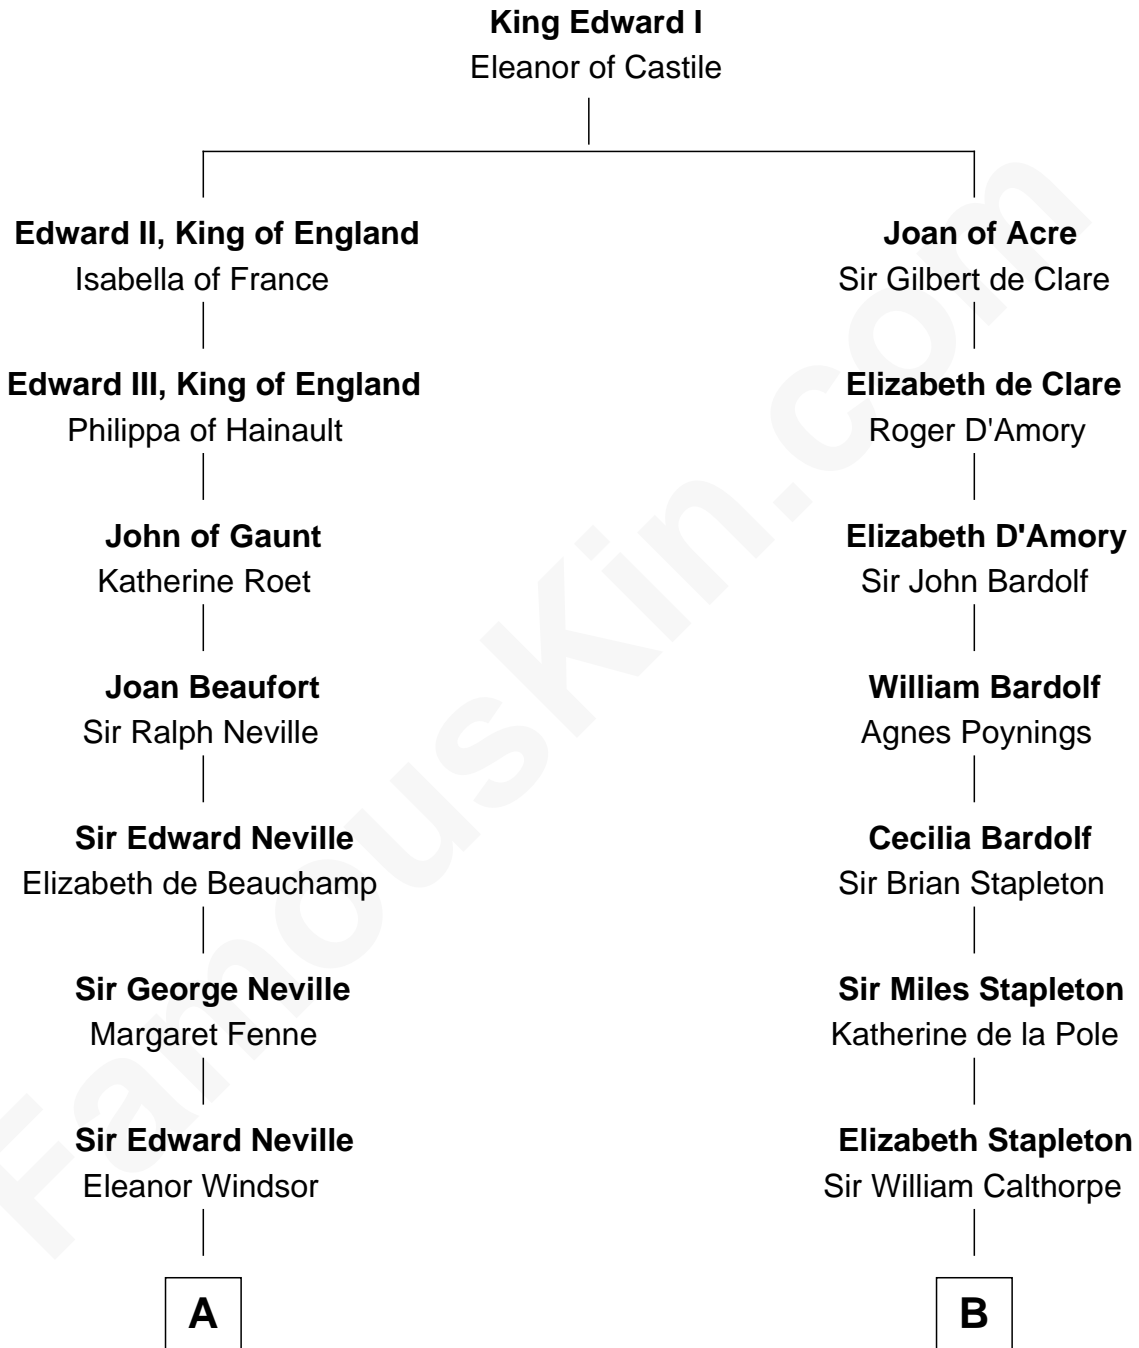 King Edward I
Eleanor of Castile
Edward II, King of England
Isabella of France
Edward III, King of England
Philippa of Hainault
John of Gaunt
Katherine Roet
Joan Beaufort
Sir Ralph Neville
Sir Edward Neville
Elizabeth de Beauchamp
Sir George Neville
Margaret Fenne
Sir Edward Neville
Eleanor Windsor
A
Joan of Acre
Sir Gilbert de Clare
Elizabeth de Clare
Roger D'Amory
Elizabeth D'Amory
Sir John Bardolf
William Bardolf
Agnes Poynings
Cecilia Bardolf
Sir Brian Stapleton
Sir Miles Stapleton
Katherine de la Pole
Elizabeth Stapleton
Sir William Calthorpe
B
FamousKin.com